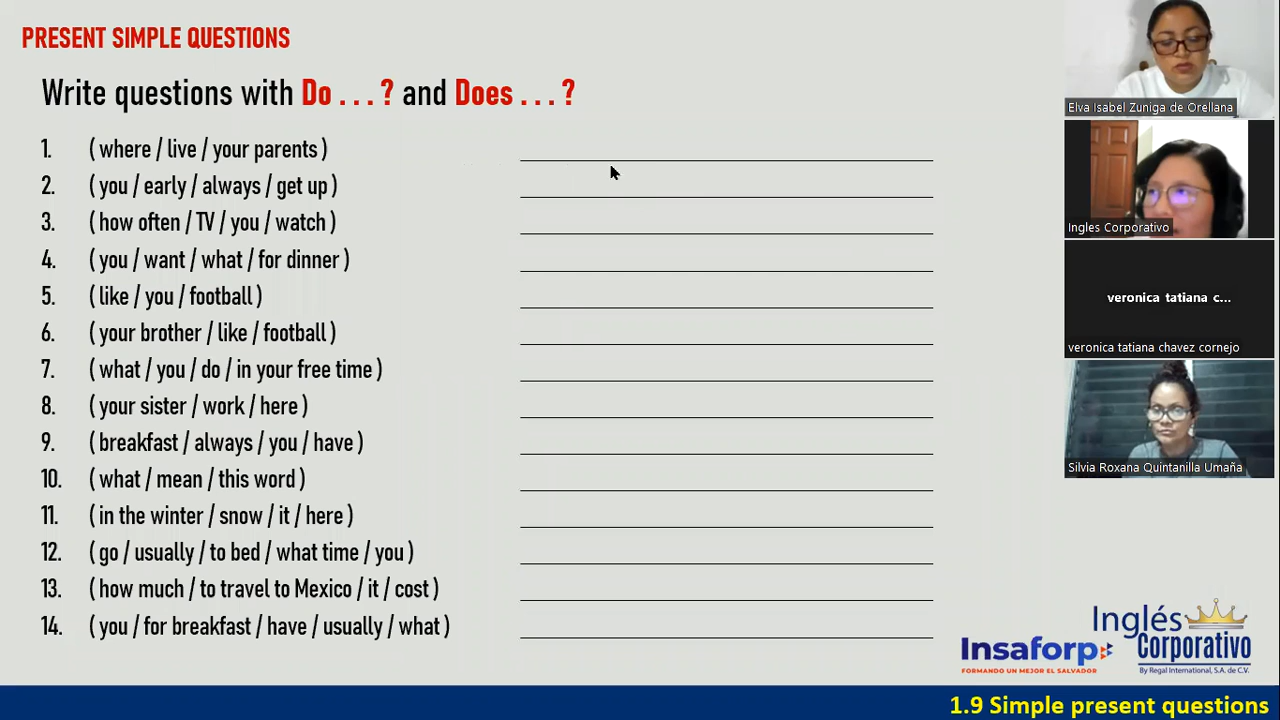 PRESENT SIMPLE QUESTIONS
Write questions with Do . . . ? and Does . . . ?
1. ( where / live / your parents )
2. ( you / early / always / get up )
3. ( how often / TV / you / watch )
4. ( you / want / what / for dinner )
5. ( like / you / football )
6. ( your brother / like / football )
7. ( what / you / do / in your free time )
8. ( your sister / work / here )
9. ( breakfast / always / you / have )
10. ( what / mean / this word )
11. ( in the winter / snow / it / here )
12. ( go / usually / to bed / what time / you )
13. ( how much / to travel to Mexico / it / cost )
14. ( you / for breakfast / have / usually / what )
Elva Isabel Zuniga de Orellana
Ingles Corporativo
veronica tatiana c...
veronica tatiana chavez cornejo
Silvia Roxana Quintanilla Umaña
Insaforp
FORMANDO UN MEJOR EL SALVADOR
Inglés
Corporativo
By Regal International, S.A. de C.V.
1.9 Simple present questions